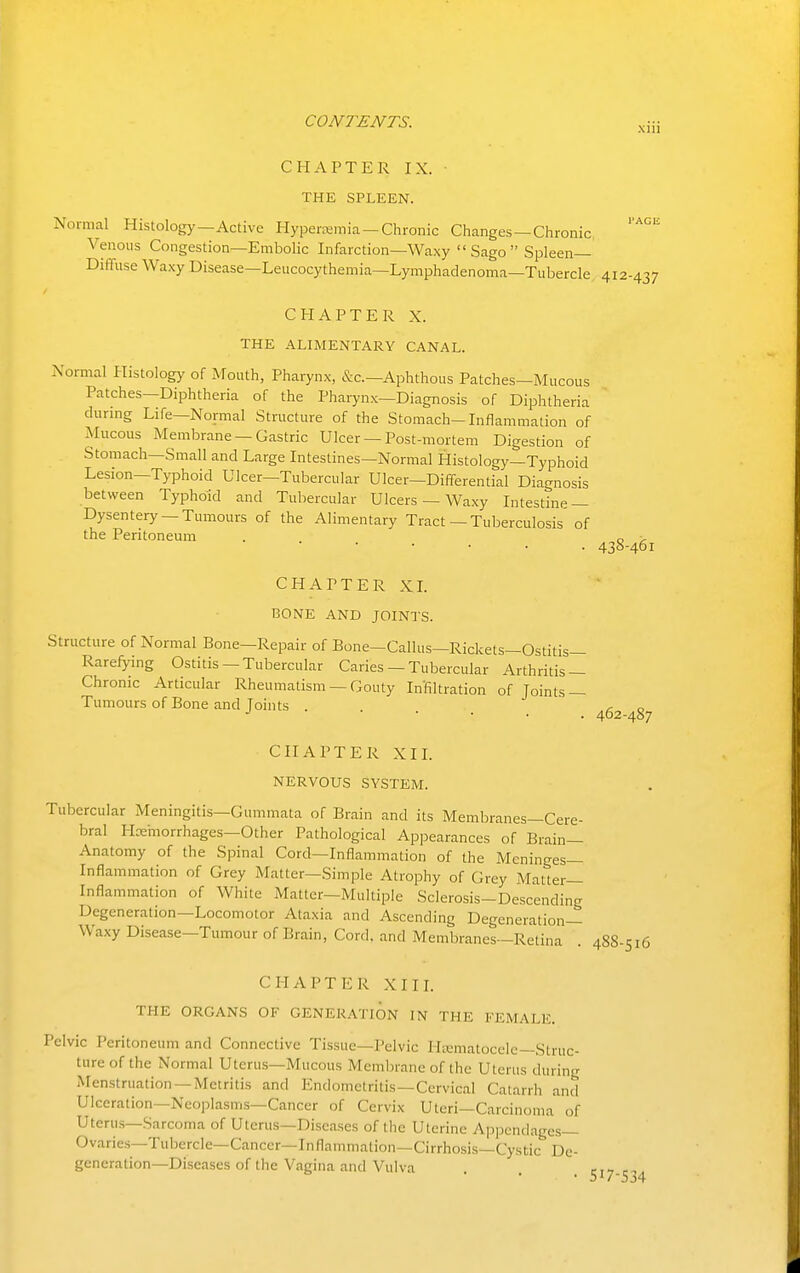 CONTENTS.
xiii
CHAPTER IX.
THE SPLEEN.
PAGE
Normal Histology—Active Hyperæmia—Chronic Changes—Chronic
Venous Congestion—Embolic Infarction—Waxy “Sago” Spleen—
Diffuse Waxy Disease—Leucocythemia—Lymphadenoma—Tubercle 412-437
CHAPTER X.
THE ALIMENTARY CANAL.
Normal Histology of Mouth, Pharynx, &c.—Aphthous Patches—Mucous
Patches—Diphtheria of the Pharynx—Diagnosis of Diphtheria
during Life—Normal Structure of the Stomach—Inflammation of
Mucous Membrane—Gastric Ulcer—Post-mortem Digestion of
Stomach—Small and Large Intestines—Normal Histology—Typhoid
Lesion—Typhoid Ulcer—Tubercular Ulcer—Differential Diagnosis
between Typhoid and Tubercular Ulcers—Waxy Intestine—
Dysentery—Tumours of the Alimentary Tract—Tuberculosis of
the Peritoneum . . . . . . 438-461
CHAPTER XI.
BONE AND JOINTS.
Structure of Normal Bone—Repair of Bone—Callus—Rickets—Ostitis—
Rarefying Ostitis—Tubercular Caries—Tubercular Arthritis—
Chronic Articular Rheumatism—Gouty Infiltration of Joints—
Tumours of Bone and Joints . . . . . 462-487
CHAPTER XII.
NERVOUS SYSTEM.
Tubercular Meningitis—Gummata of Brain and its Membranes—Cere-
bral Hæmorrhages—Other Pathological Appearances of Brain—
Anatomy of the Spinal Cord—Inflammation of the Meninges—
Inflammation of Grey Matter—Simple Atrophy of Grey Matter—
Inflammation of White Matter—Multiple Sclerosis—Descending
Degeneration—Locomotor Ataxia and Ascending Degeneration—
Waxy Disease—Tumour of Brain, Cord, and Membranes—Retina . 488-516
CHAPTER XIII.
THE ORGANS OF GENERATION IN THE FEMALE.
Pelvic Peritoneum and Connective Tissue—Pelvic Hæmatocele—Struc-
ture of the Normal Uterus—Mucous Membrane of the Uterus during
Menstruation—Metritis and Endometritis—Cervical Catarrh and
Ulceration—Neoplasms—Cancer of Cervix Uteri—Carcinoma of
Uterus—Sarcoma of Uterus—Diseases of the Uterine Appendages—
Ovaries—Tubercle—Cancer—Inflammation—Cirrhosis—Cystic De-
generation—Diseases of the Vagina and Vulva . . . 517-534